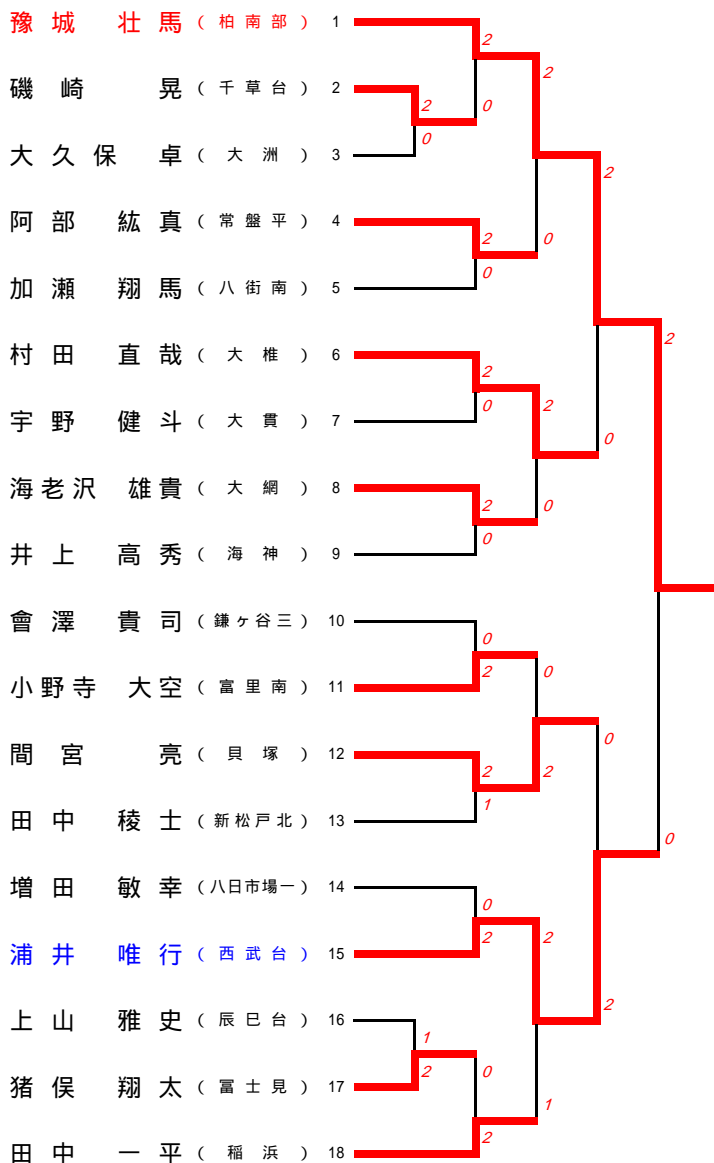 豫城 壮馬 (柏南部) 1
2
2
磯崎 晃 (千草台) 2
2
0
0
大久保 卓 (大洲) 3
2
阿部 紘真 (常盤平) 4
2
0
0
加瀬 翔馬 (八街南) 5
2
村田 直哉 (大椎) 6
2
0
2
宇野 健斗 (大貫) 7
0
海老沢 雄貴 (大網) 8
2
0
0
井上 高秀 (海神) 9
會澤 貴司 (鎌ヶ谷三) 10
0
2
0
小野寺 大空 (富里南) 11
0
間宮 亮 (貝塚) 12
2
2
1
田中 稜士 (新松戸北) 13
0
増田 敏幸 (八日市場一) 14
0
2
2
浦井 唯行 (西武台) 15
2
上山 雅史 (辰巳台) 16
1
2
0
猪俣 翔太 (富士見) 17
1
2
田中 一平 (稲浜) 18